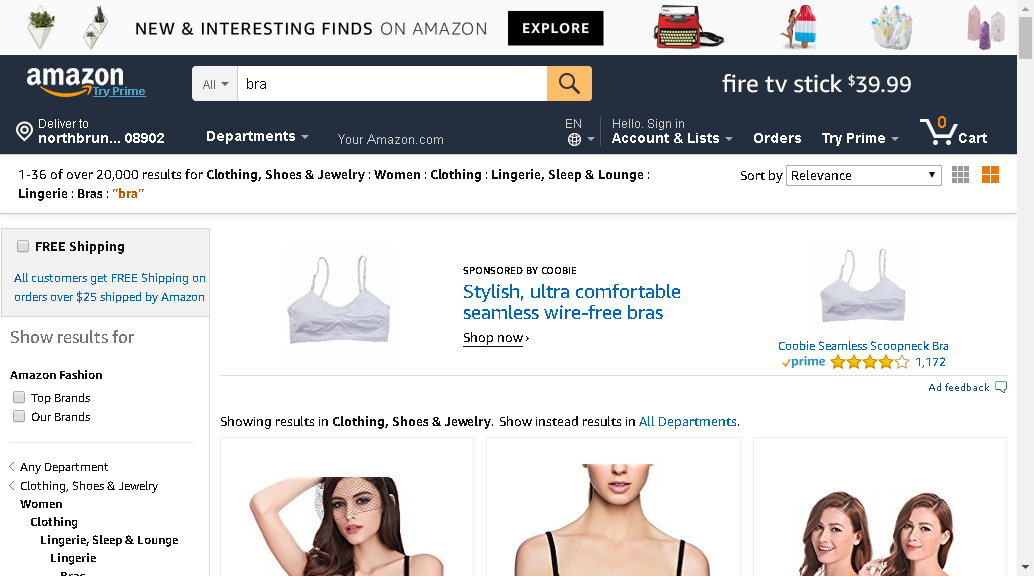 NEW & INTERESTING FINDS ON AMAZON EXPLORE
amazon
Try Prime
All bra
fire tv stick $39.99
Deliver to
northbrun... 08902
Departments
Your Amazon.com
EN
Hello. Sign in
Account & Lists
Orders
Try Prime
0
Cart
1-36 of over 20,000 results for Clothing, Shoes & Jewelry : Women : Clothing : Lingerie, Sleep & Lounge :
Lingerie : Bras : "bra"
Sort by Relevance
FREE Shipping
All customers get FREE Shipping on
orders over $25 shipped by Amazon
Show results for
Amazon Fashion
Top Brands
Our Brands
Any Department
Clothing, Shoes & Jewelry
Women
Clothing
Lingerie, Sleep & Lounge
Lingerie
Bras
SPONSORED BY COOBIE
Stylish, ultra comfortable
seamless wire-free bras
Shop now ›
Coobie Seamless Scoopneck Bra
prime 1,172
Ad feedback
Showing results in Clothing, Shoes & Jewelry. Show instead results in All Departments.